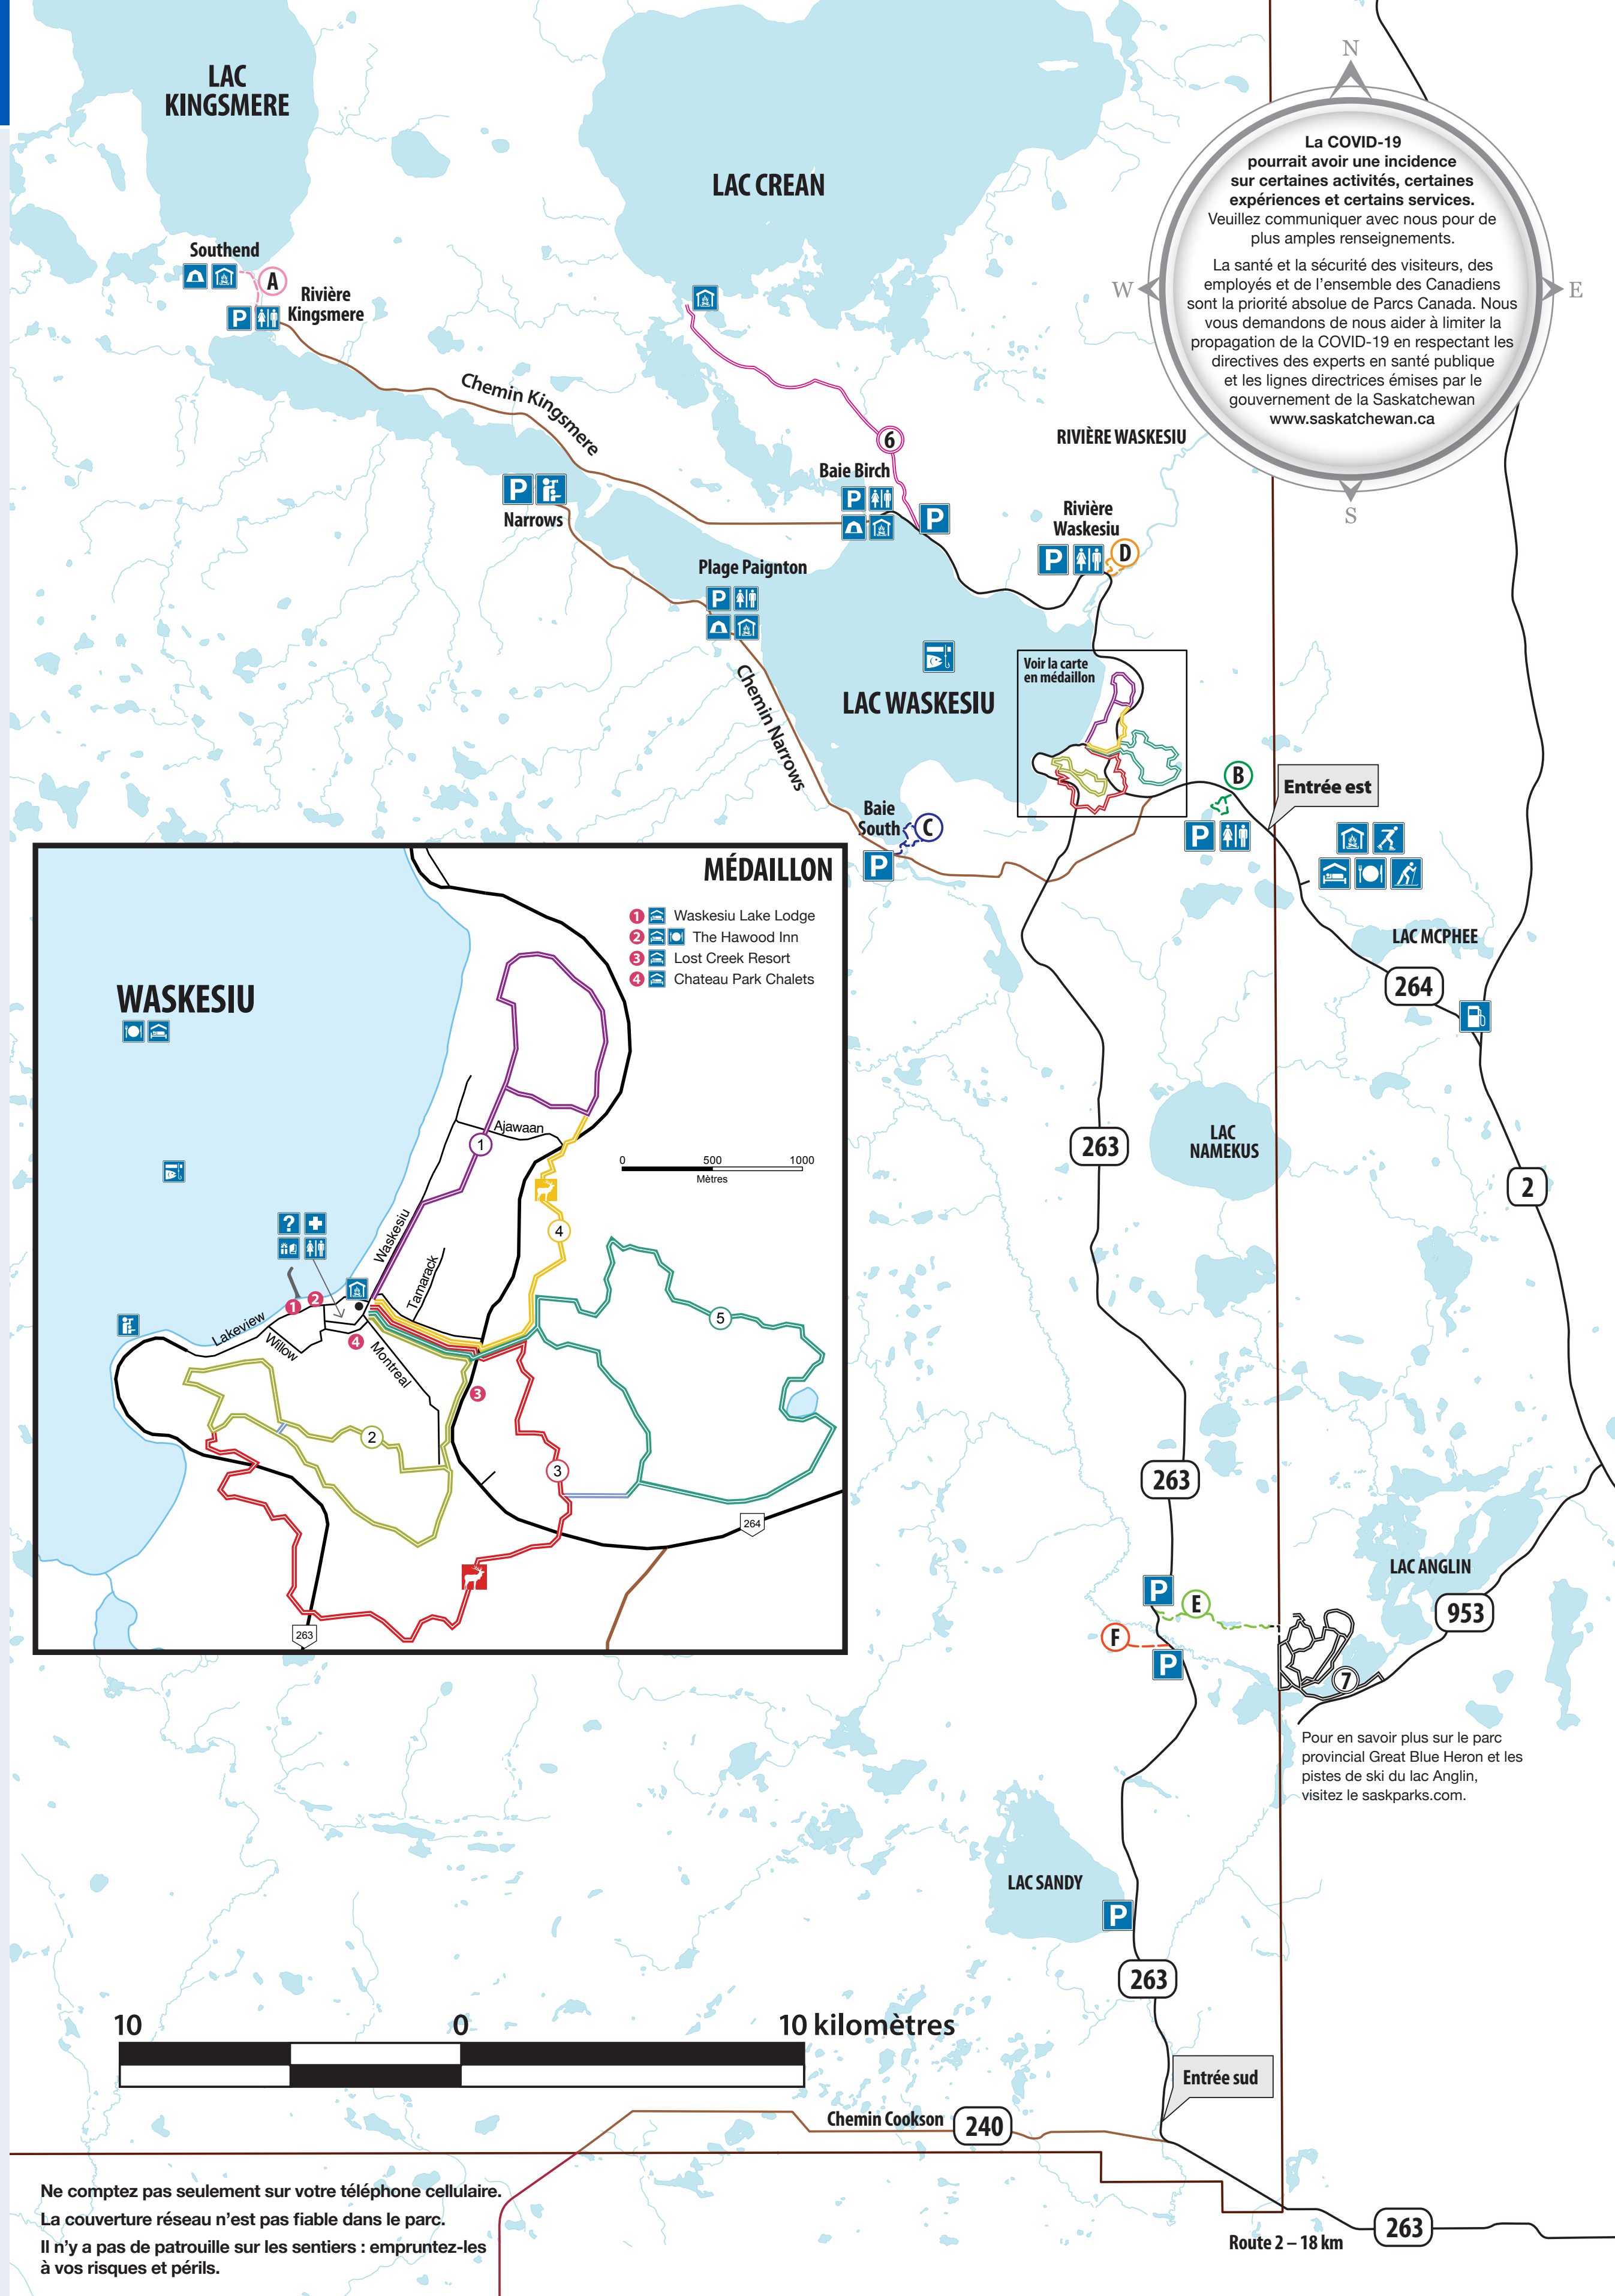 LAC
KINGSMERE
LAC CREAN
N
W
E
S
La COVID-19
pourrait avoir une incidence
sur certaines activités, certaines
expériences et certains services.
Veuillez communiquer avec nous pour de
plus amples renseignements.
La santé et la sécurité des visiteurs, des
employés et de l'ensemble des Canadiens
sont la priorité absolue de Parcs Canada. Nous
vous demandons de nous aider à limiter la
propagation de la COVID-19 en respectant les
directives des experts en santé publique
et les lignes directrices émises par le
gouvernement de la Saskatchewan
www.saskatchewan.ca
Southend
A
Rivière
Kingsmere
P
Chemin Kingsmere
6
RIVIÈRE WASKESIU
Baie Birch
P
P
P
Narrows
Rivière
Waskesiu
P
D
Plage Paignton
P
Chemin Narrows
LAC WASKESIU
Voir la carte
en médaillon
B
Entrée est
P
Baie
South
C
P
LAC MCPHEE
264
263
LAC
NAMEKUS
2
263
LAC ANGLIN
953
P
E
F
P
7
Pour en savoir plus sur le parc
provincial Great Blue Heron et les
pistes de ski du lac Anglin,
visitez le saskparks.com.
LAC SANDY
P
263
Entrée sud
Chemin Cookson
240
Route 2 – 18 km
263
MÉDAILLON
1 Waskesiu Lake Lodge
2 The Hawood Inn
3 Lost Creek Resort
4 Chateau Park Chalets
WASKESIU
Ajawaan
1
0 500 1000
Mètres
4
?
Waskesiu
Tamarack
1
2
Lakeview
Willow
4
Montreal
5
3
2
3
264
263
10 0 10 kilomètres
Ne comptez pas seulement sur votre téléphone cellulaire.
La couverture réseau n'est pas fiable dans le parc.
Il n'y a pas de patrouille sur les sentiers : empruntez-les
à vos risques et périls.